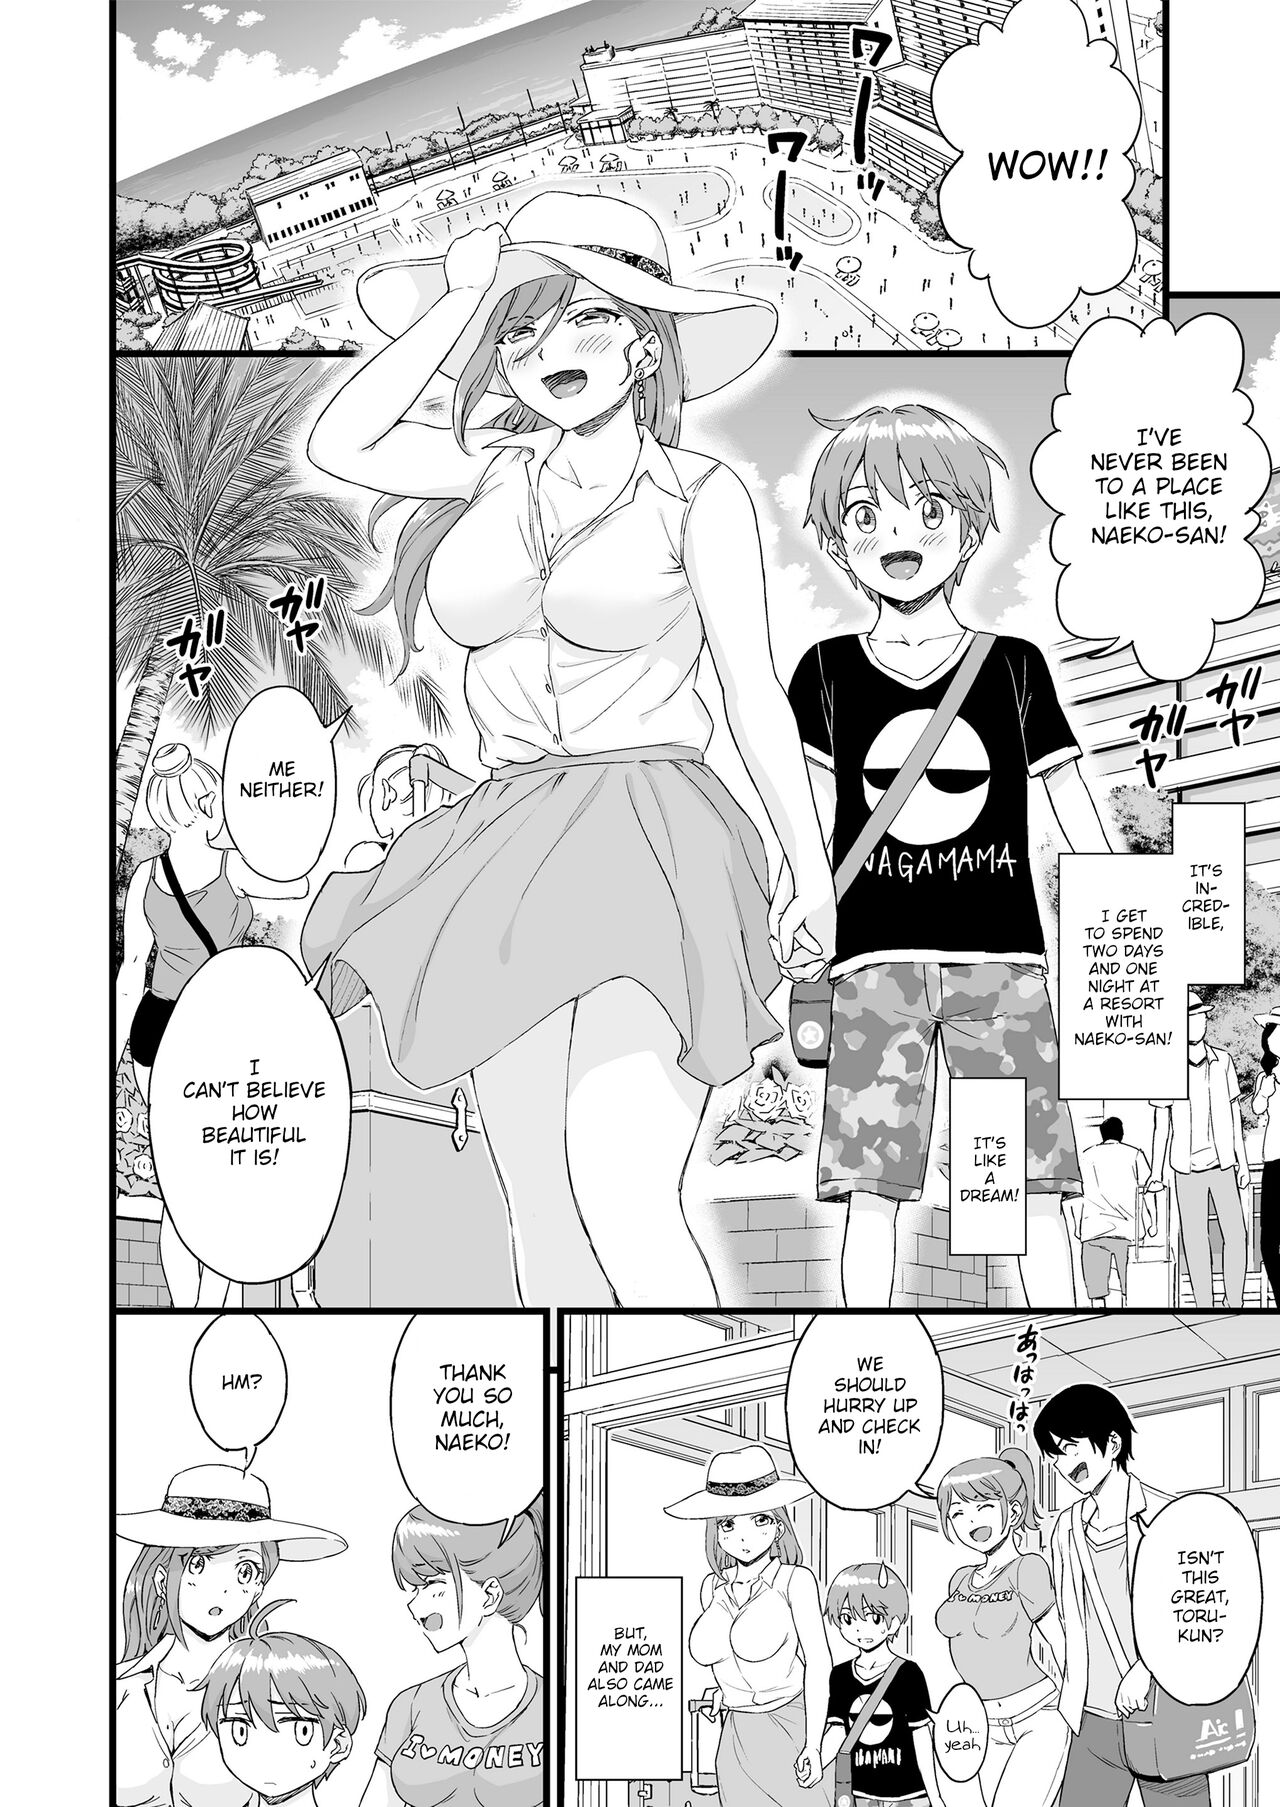 WOW!!
ワー
ワー
I'VE
NEVER BEEN
TO A PLACE
LIKE THIS,
NAEKO-SAN!
ガヤ
ガヤ
ガヤ
ガヤ
ME
NEITHER!
WAGAMAMA
IT'S
IN-
CRED-
IBLE,
I GET
TO SPEND
TWO DAYS
AND ONE
NIGHT AT
A RESORT
WITH
NAEKO-SAN!
IT'S
LIKE
A
DREAM!
I
CAN'T BELIEVE
HOW
BEAUTIFUL
IT IS!
HM?
THANK
YOU SO
MUCH,
NAEKO!
I♥MONEY
WE
SHOULD
HURRY UP
AND CHECK
IN!
あっはっはっ
ISN'T
THIS
GREAT,
TORU-
KUN?
I♥MONEY
BUT,
MY MOM
AND DAD
ALSO CAME
ALONG...
Uh...
yeah